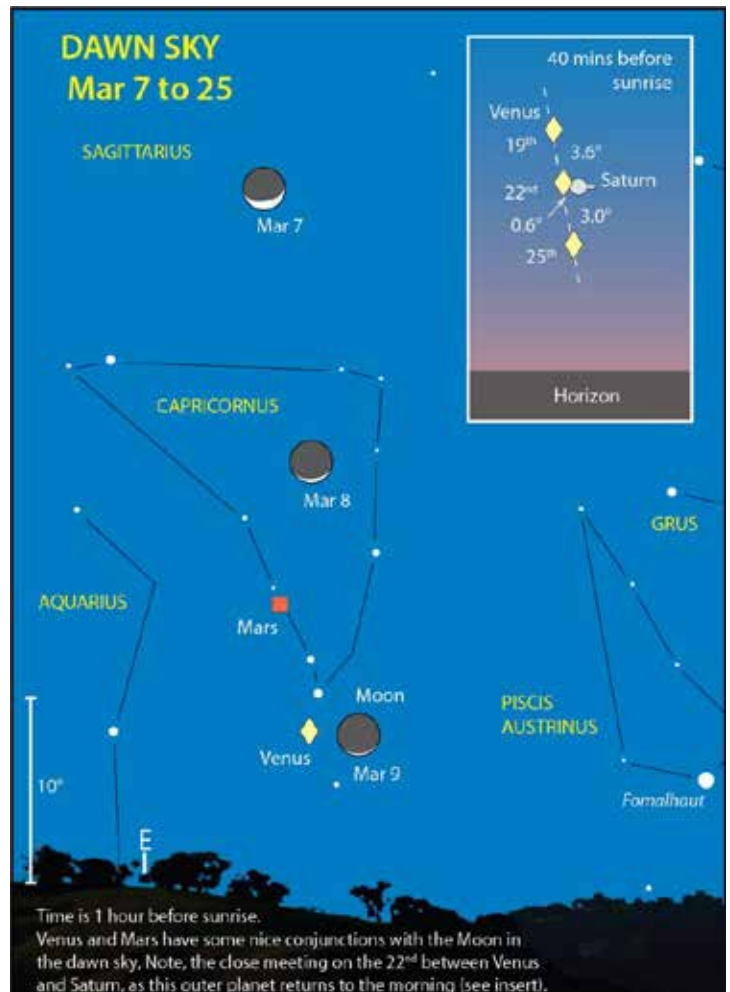 DAWN SKY
Mar 7 to 25
40 mins before
sunrise
Venus
19th
3.6°
Saturn
22nd
0.6°
3.0°
25th
Horizon
SAGITTARIUS
Mar 7
CAPRICORNUS
Mar 8
GRUS
AQUARIUS
Mars
Moon
PISCIS
AUSTRINUS
Venus
Mar 9
10°
Fomalhaut
E
Time is 1 hour before sunrise.
Venus and Mars have some nice conjunctions with the Moon in
the dawn sky. Note, the close meeting on the 22nd between Venus
and Saturn, as this outer planet returns to the morning (see insert).